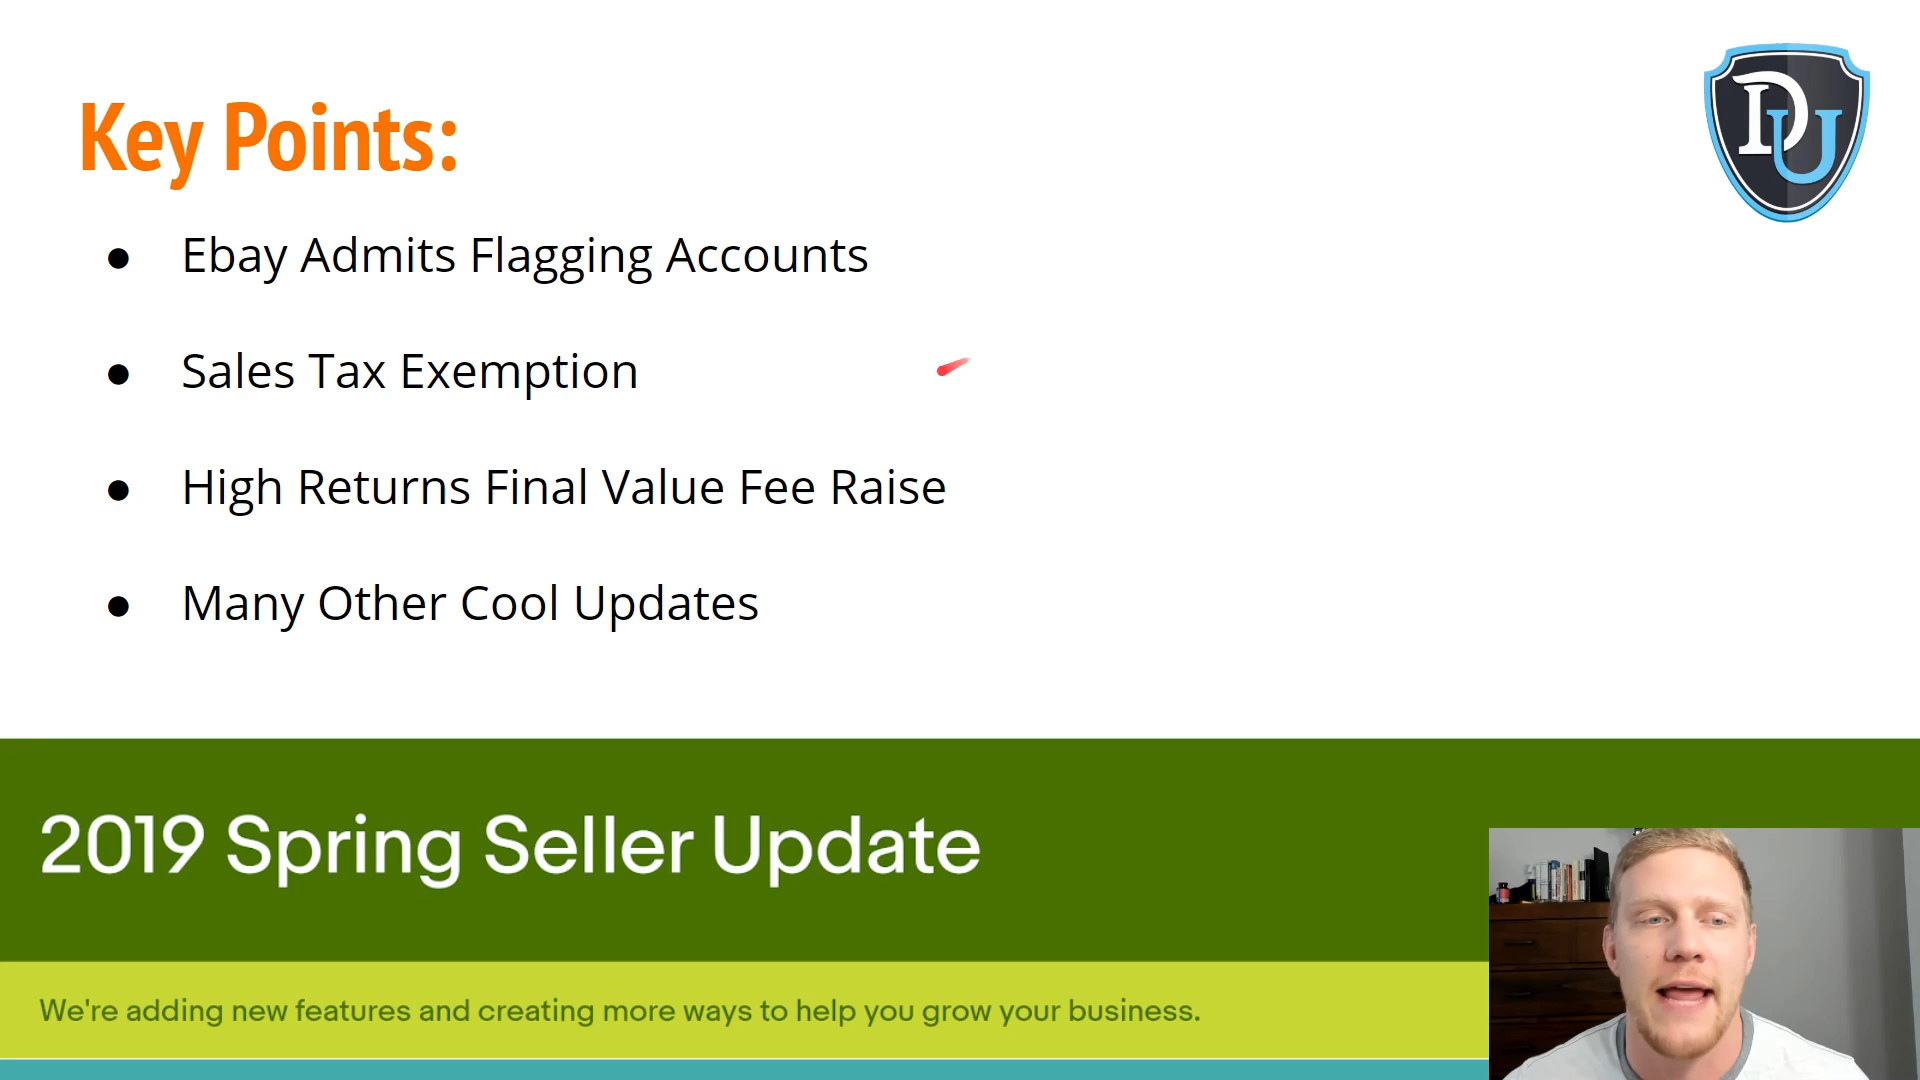 Key Points:
DU
● Ebay Admits Flagging Accounts
● Sales Tax Exemption
● High Returns Final Value Fee Raise
● Many Other Cool Updates
2019 Spring Seller Update
We're adding new features and creating more ways to help you grow your business.